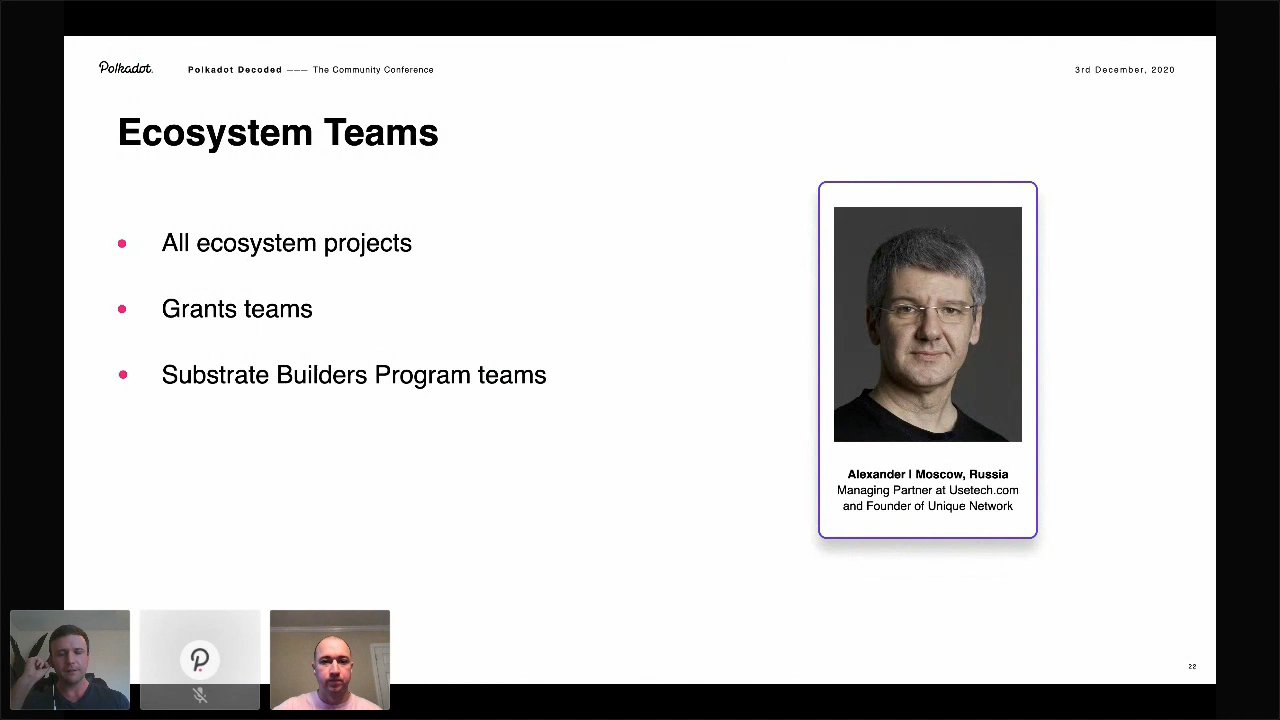 Polkadot.
Polkadot Decoded ——— The Community Conference
3rd December, 2020
Ecosystem Teams
All ecosystem projects
Grants teams
Substrate Builders Program teams
Alexander | Moscow, Russia
Managing Partner at Usetech.com
and Founder of Unique Network
22